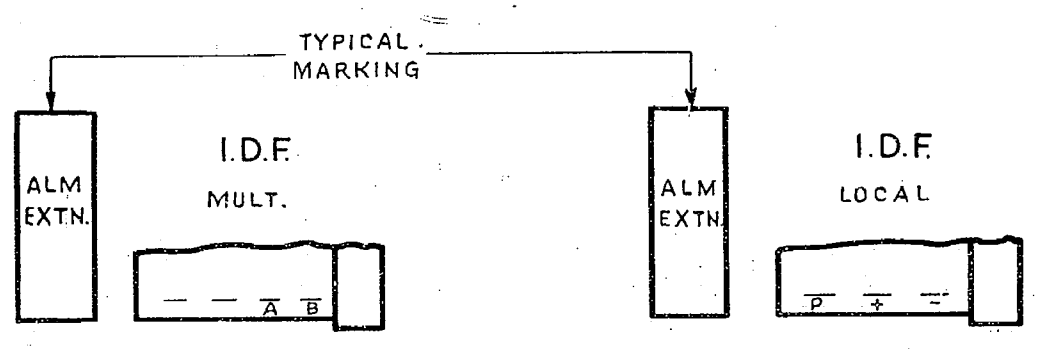 TYPICAL.
MARKING
ALM
EXTN.
I.D.F.
MULT.
A B
ALM
EXTN.
I.D.F.
LOCAL
P + -